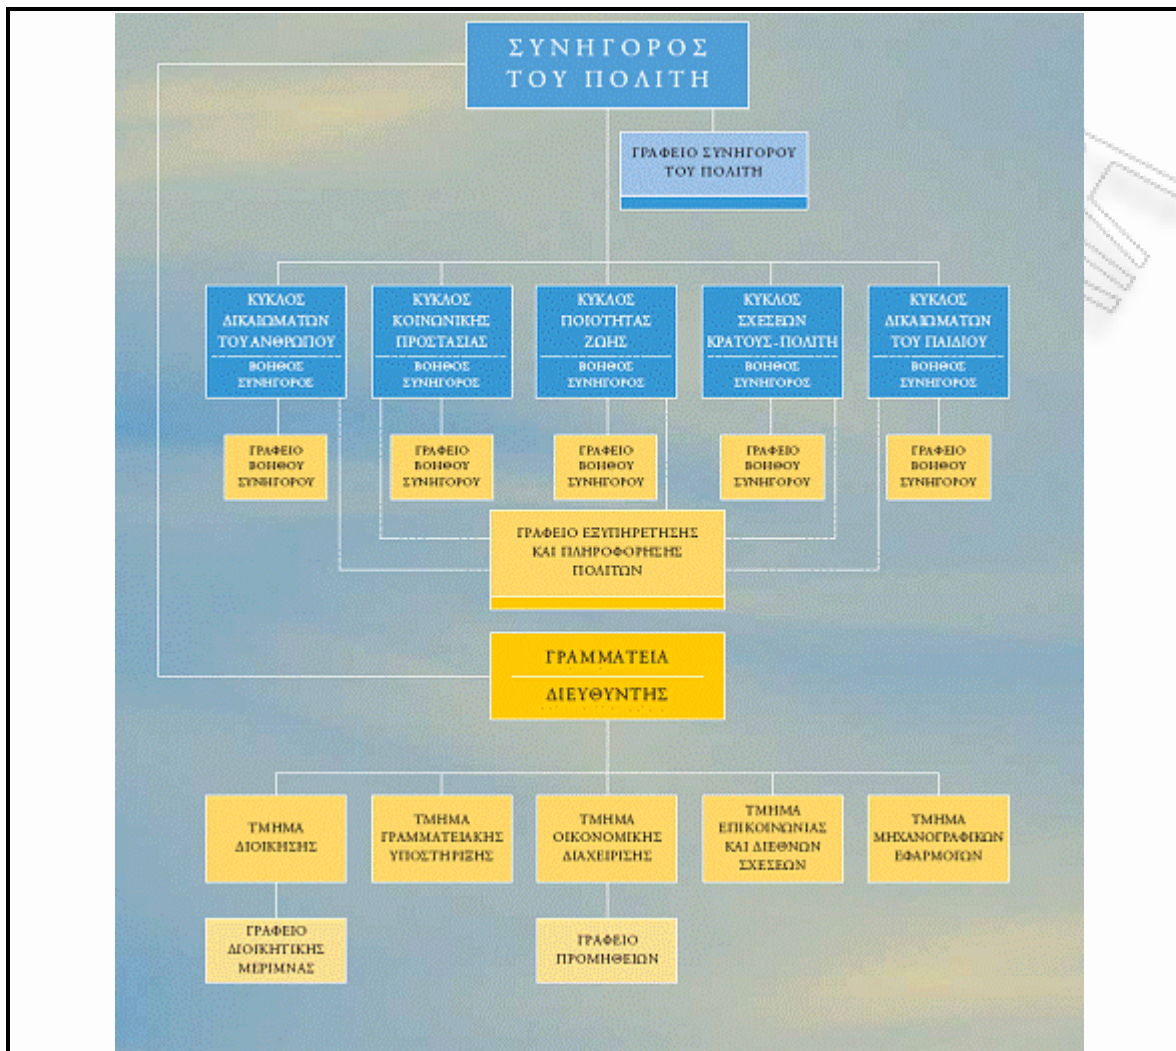 ΣΥΝΗΓΟΡΟΣ
ΤΟΥ ΠΟΛΙΤΗ
ΓΡΑΦΕΙΟ ΣΥΝΗΓΟΡΟΥ
ΤΟΥ ΠΟΛΙΤΗ
ΚΥΚΛΟΣ
ΔΙΚΑΙΩΜΑΤΩΝ
ΤΟΥ ΑΝΘΡΩΠΟΥ
ΒΟΗΘΟΣ
ΣΥΝΗΓΟΡΟΣ
ΚΥΚΛΟΣ
ΚΟΙΝΩΝΙΚΗΣ
ΠΡΟΣΤΑΣΙΑΣ
ΒΟΗΘΟΣ
ΣΥΝΗΓΟΡΟΣ
ΚΥΚΛΟΣ
ΠΟΙΟΤΗΤΑΣ
ΖΩΗΣ
ΒΟΗΘΟΣ
ΣΥΝΗΓΟΡΟΣ
ΚΥΚΛΟΣ
ΣΧΕΣΕΩΝ
ΚΡΑΤΟΥΣ-ΠΟΛΙΤΗ
ΒΟΗΘΟΣ
ΣΥΝΗΓΟΡΟΣ
ΚΥΚΛΟΣ
ΔΙΚΑΙΩΜΑΤΩΝ
ΤΟΥ ΠΑΙΔΙΟΥ
ΒΟΗΘΟΣ
ΣΥΝΗΓΟΡΟΣ
ΓΡΑΦΕΙΟ
ΒΟΗΘΟΥ
ΣΥΝΗΓΟΡΟΥ
ΓΡΑΦΕΙΟ
ΒΟΗΘΟΥ
ΣΥΝΗΓΟΡΟΥ
ΓΡΑΦΕΙΟ
ΒΟΗΘΟΥ
ΣΥΝΗΓΟΡΟΥ
ΓΡΑΦΕΙΟ
ΒΟΗΘΟΥ
ΣΥΝΗΓΟΡΟΥ
ΓΡΑΦΕΙΟ
ΒΟΗΘΟΥ
ΣΥΝΗΓΟΡΟΥ
ΓΡΑΦΕΙΟ ΕΞΥΠΗΡΕΤΗΣΗΣ
ΚΑΙ ΠΛΗΡΟΦΟΡΗΣΗΣ
ΠΟΛΙΤΩΝ
ΓΡΑΜΜΑΤΕΙΑ
ΔΙΕΥΘΥΝΤΗΣ
ΤΜΗΜΑ
ΔΙΟΙΚΗΣΗΣ
ΤΜΗΜΑ
ΓΡΑΜΜΑΤΕΙΑΚΗΣ
ΥΠΟΣΤΗΡΙΞΗΣ
ΤΜΗΜΑ
ΟΙΚΟΝΟΜΙΚΗΣ
ΔΙΑΧΕΙΡΙΣΗΣ
ΤΜΗΜΑ
ΕΠΙΚΟΙΝΩΝΙΑΣ
ΚΑΙ ΔΙΕΘΝΩΝ
ΣΧΕΣΕΩΝ
ΤΜΗΜΑ
ΜΗΧΑΝΟΓΡΑΦΙΚΩΝ
ΕΦΑΡΜΟΓΩΝ
ΓΡΑΦΕΙΟ
ΔΙΟΙΚΗΤΙΚΗΣ
ΜΕΡΙΜΝΑΣ
ΓΡΑΦΕΙΟ
ΠΡΟΜΗΘΕΙΩΝ